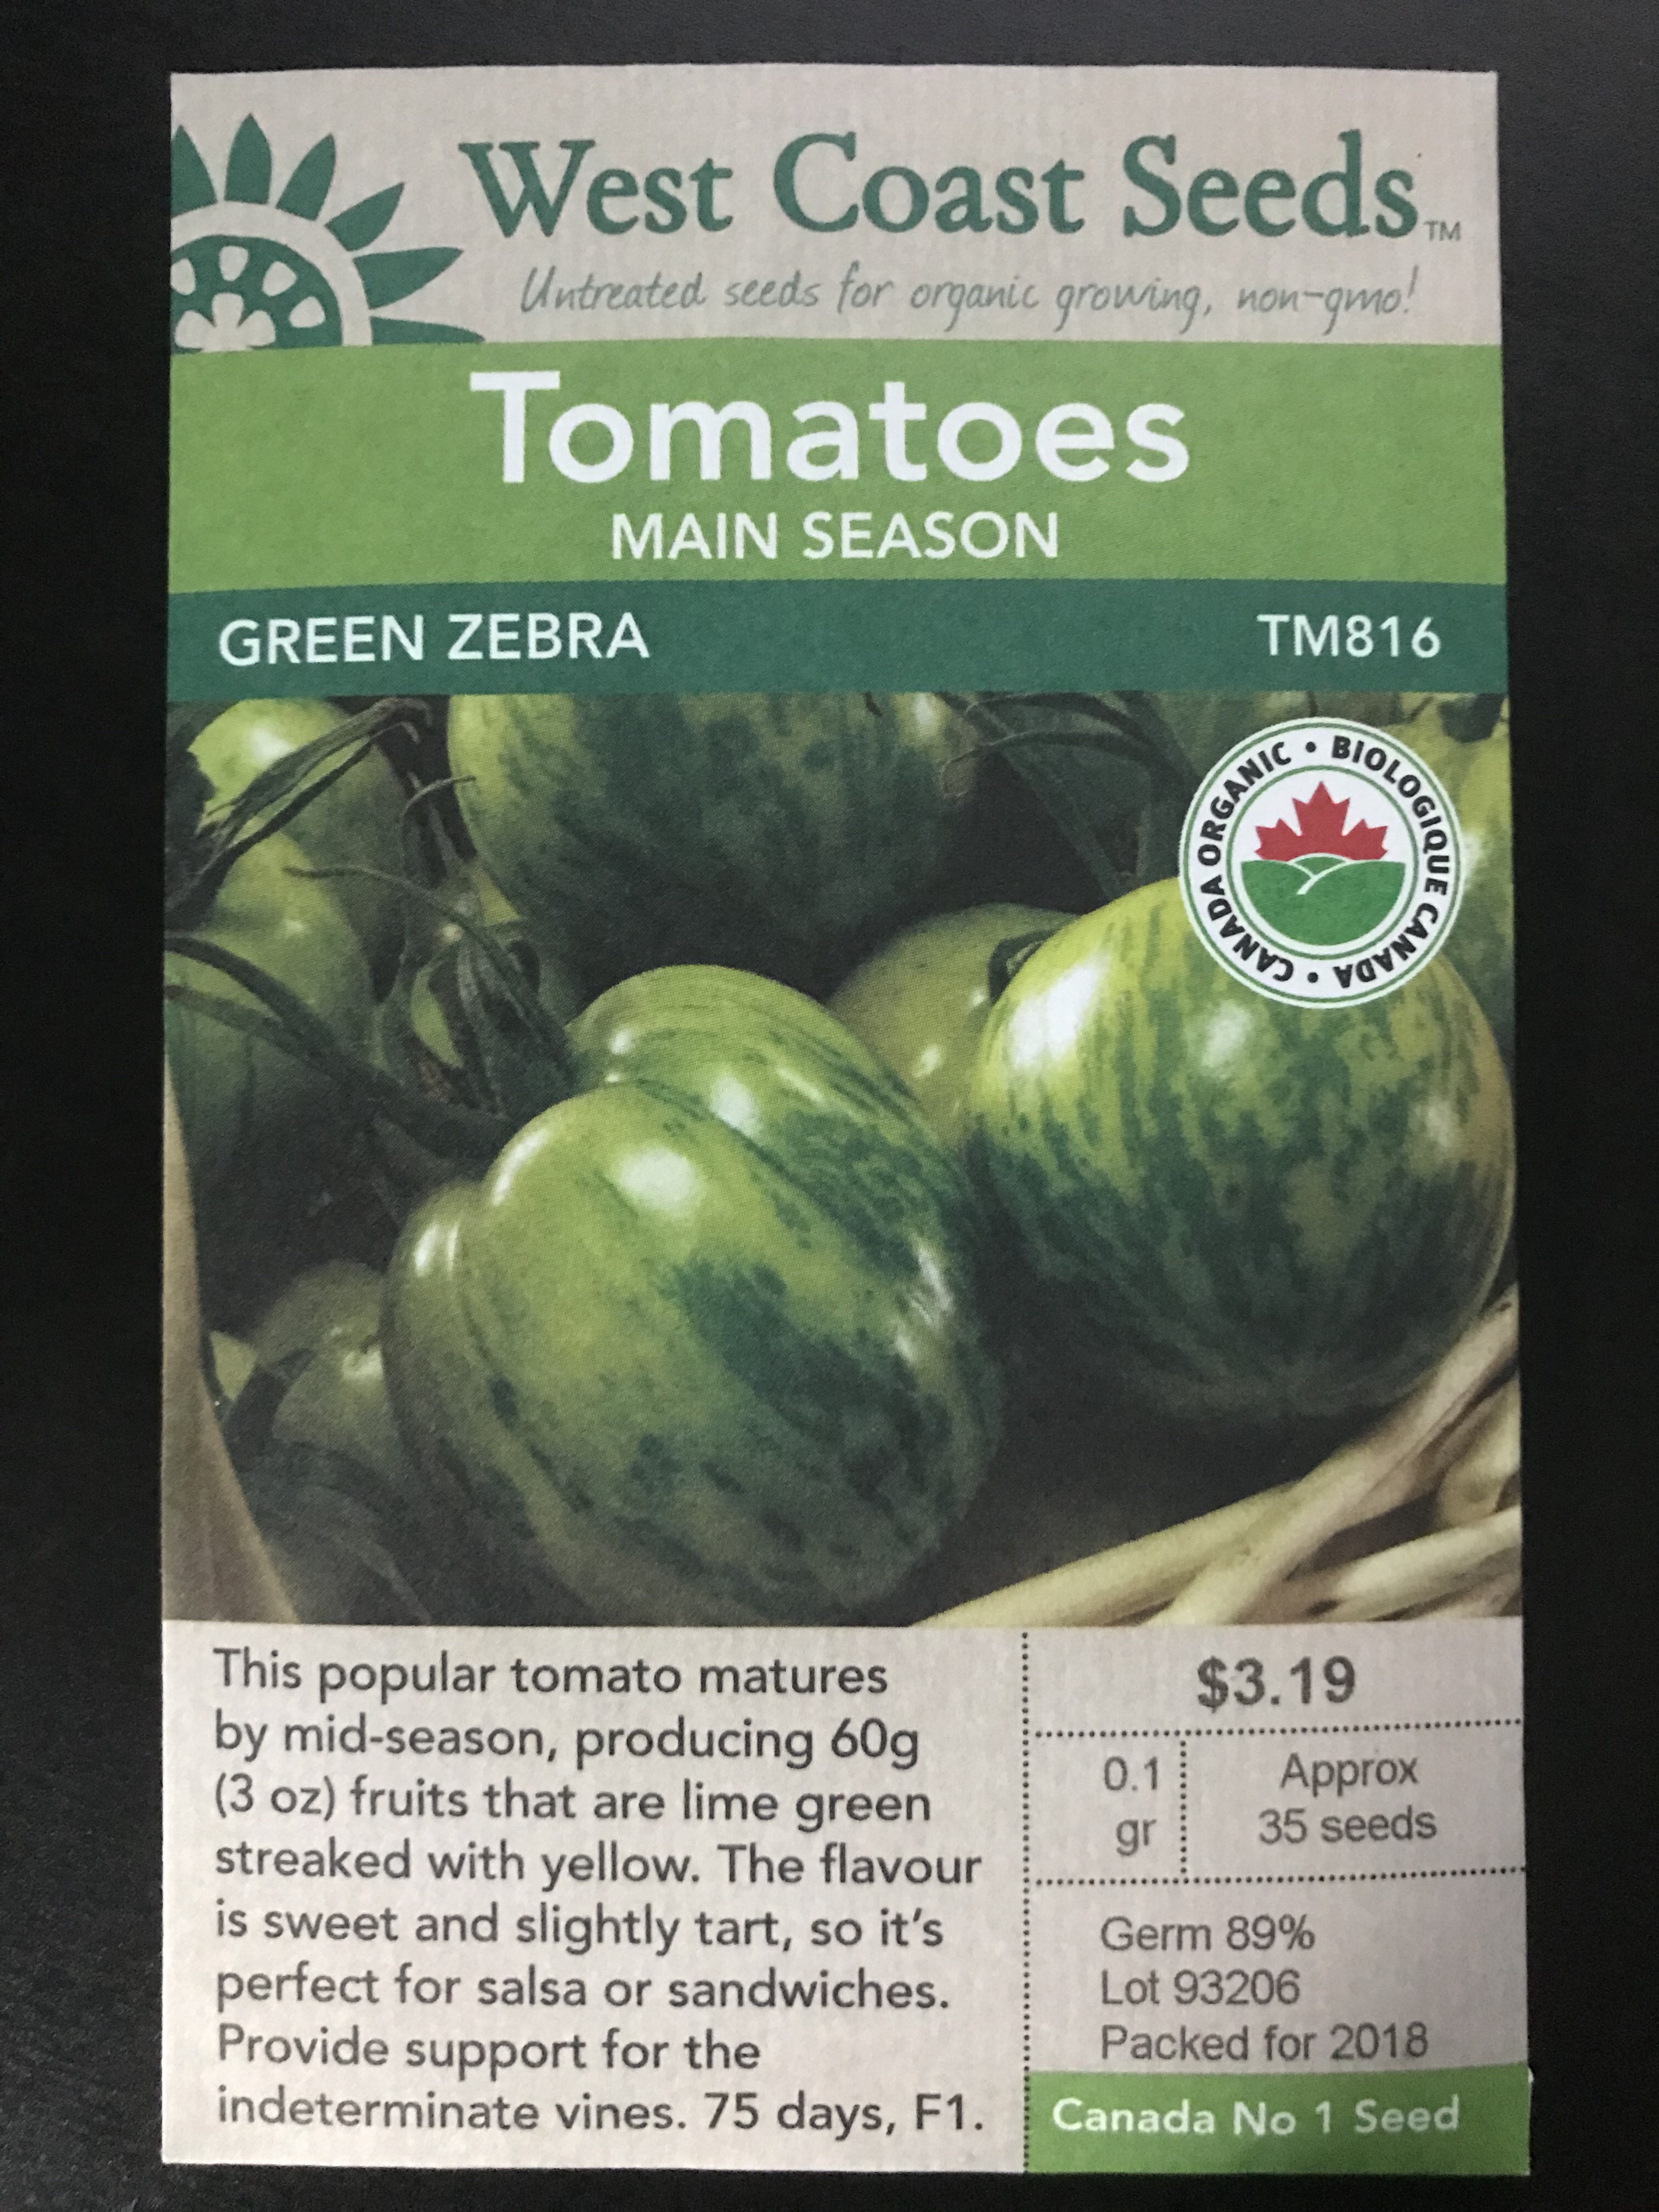 West Coast Seeds™
Untreated seeds for organic growing, non-gmo!
Tomatoes
MAIN SEASON
GREEN ZEBRA TM816
CANADA ORGANIC • BIOLOGIQUE CANADA •
This popular tomato matures
by mid-season, producing 60g
(3 oz) fruits that are lime green
streaked with yellow. The flavour
is sweet and slightly tart, so it's
perfect for salsa or sandwiches.
Provide support for the
indeterminate vines. 75 days, F1.
$3.19
0.1
gr
Approx
35 seeds
Germ 89%
Lot 93206
Packed for 2018
Canada No 1 Seed